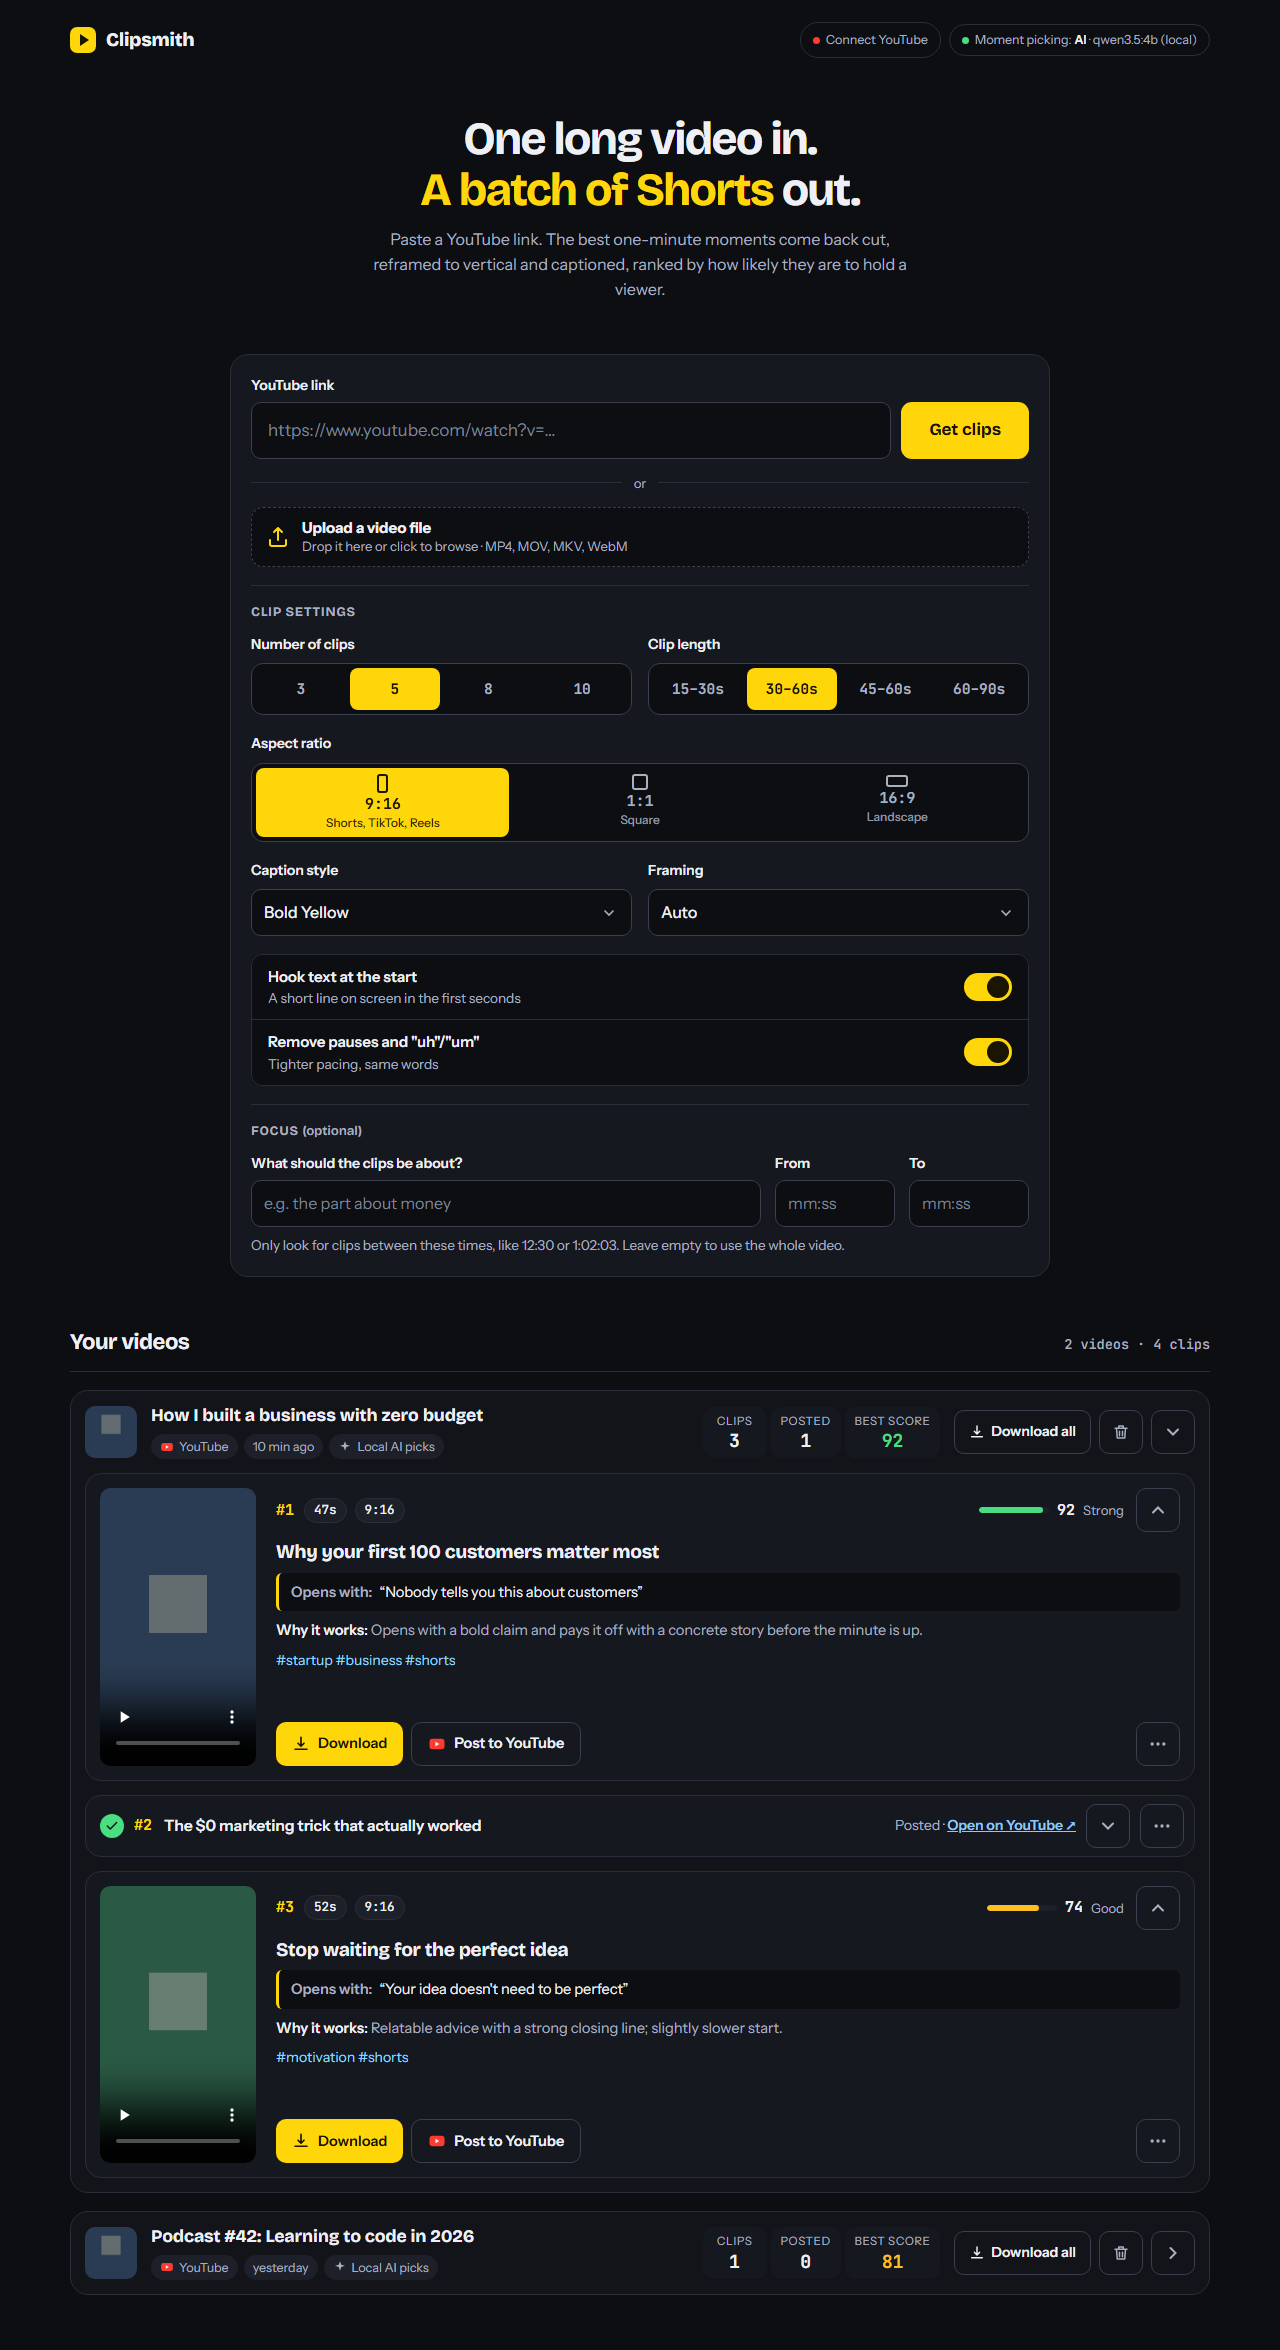 Clipsmith
Connect YouTube
Moment picking: AI · qwen3.5:4b (local)
One long video in.
A batch of Shorts out.
Paste a YouTube link. The best one-minute moments come back cut,
reframed to vertical and captioned, ranked by how likely they are to hold a
viewer.
YouTube link
https://www.youtube.com/watch?v=...
Get clips
or
Upload a video file
Drop it here or click to browse · MP4, MOV, MKV, WebM
CLIP SETTINGS
Number of clips
3 5 8 10
Clip length
15–30s 30–60s 45–60s 60–90s
Aspect ratio
9:16
Shorts, TikTok, Reels
1:1
Square
16:9
Landscape
Caption style
Bold Yellow
Framing
Auto
Hook text at the start
A short line on screen in the first seconds
Remove pauses and "uh"/"um"
Tighter pacing, same words
FOCUS (optional)
What should the clips be about?
e.g. the part about money
From
mm:ss
To
mm:ss
Only look for clips between these times, like 12:30 or 1:02:03. Leave empty to use the whole video.
Your videos
2 videos · 4 clips
How I built a business with zero budget
YouTube
10 min ago
Local AI picks
CLIPS
3
POSTED
1
BEST SCORE
92
Download all
#1 47s 9:16
92 Strong
Why your first 100 customers matter most
Opens with: “Nobody tells you this about customers”
Why it works: Opens with a bold claim and pays it off with a concrete story before the minute is up.
#startup #business #shorts
Download
Post to YouTube
#2 The $0 marketing trick that actually worked
Posted · Open on YouTube ↗
#3 52s 9:16
74 Good
Stop waiting for the perfect idea
Opens with: “Your idea doesn't need to be perfect”
Why it works: Relatable advice with a strong closing line; slightly slower start.
#motivation #shorts
Download
Post to YouTube
Podcast #42: Learning to code in 2026
YouTube
yesterday
Local AI picks
CLIPS
1
POSTED
0
BEST SCORE
81
Download all